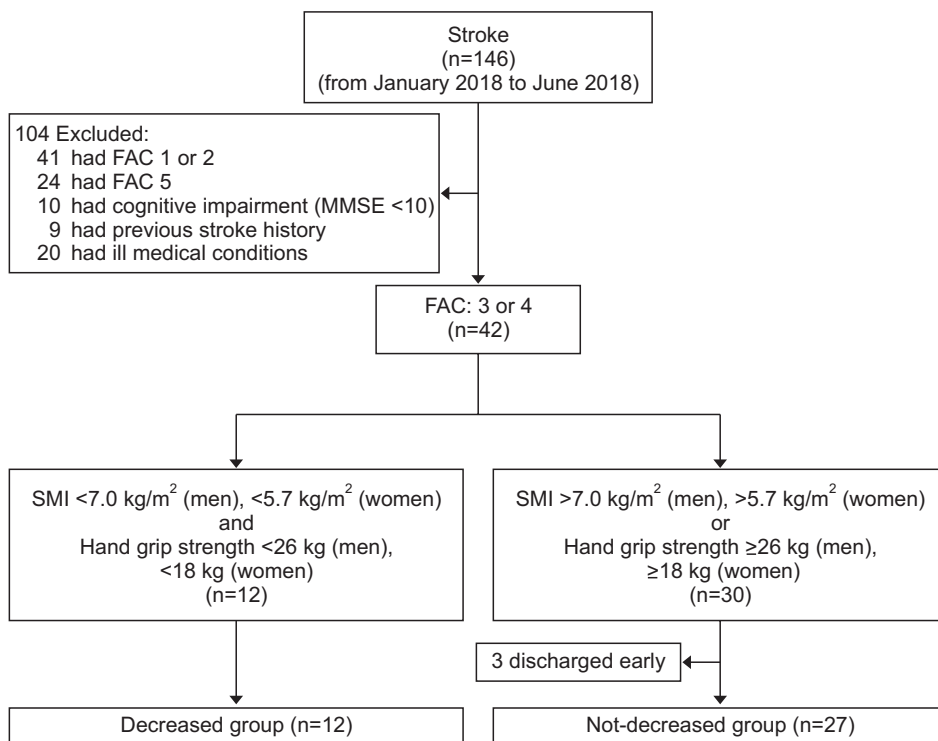 Stroke
(n=146)
(from January 2018 to June 2018)
104 Excluded:
41 had FAC 1 or 2
24 had FAC 5
10 had cognitive impairment (MMSE <10)
9 had previous stroke history
20 had ill medical conditions
FAC: 3 or 4
(n=42)
SMI <7.0 kg/m² (men), <5.7 kg/m² (women)
and
Hand grip strength <26 kg (men),
<18 kg (women)
(n=12)
SMI >7.0 kg/m² (men), >5.7 kg/m² (women)
or
Hand grip strength ≥26 kg (men),
≥18 kg (women)
(n=30)
3 discharged early
Decreased group (n=12)
Not-decreased group (n=27)